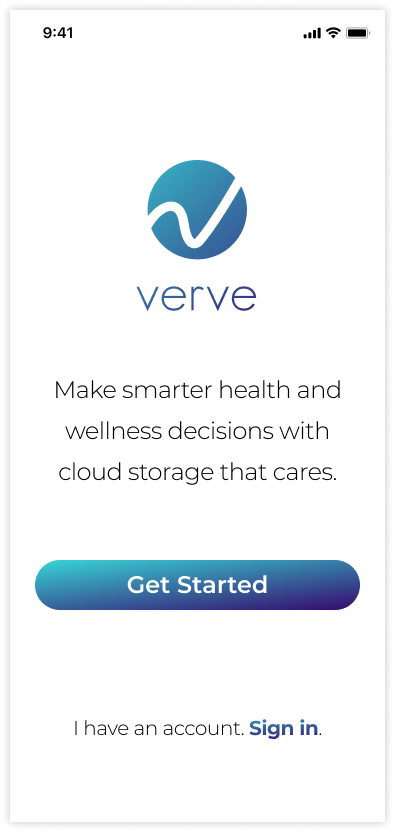 9:41
verve
Make smarter health and
wellness decisions with
cloud storage that cares.
Get Started
I have an account. Sign in.